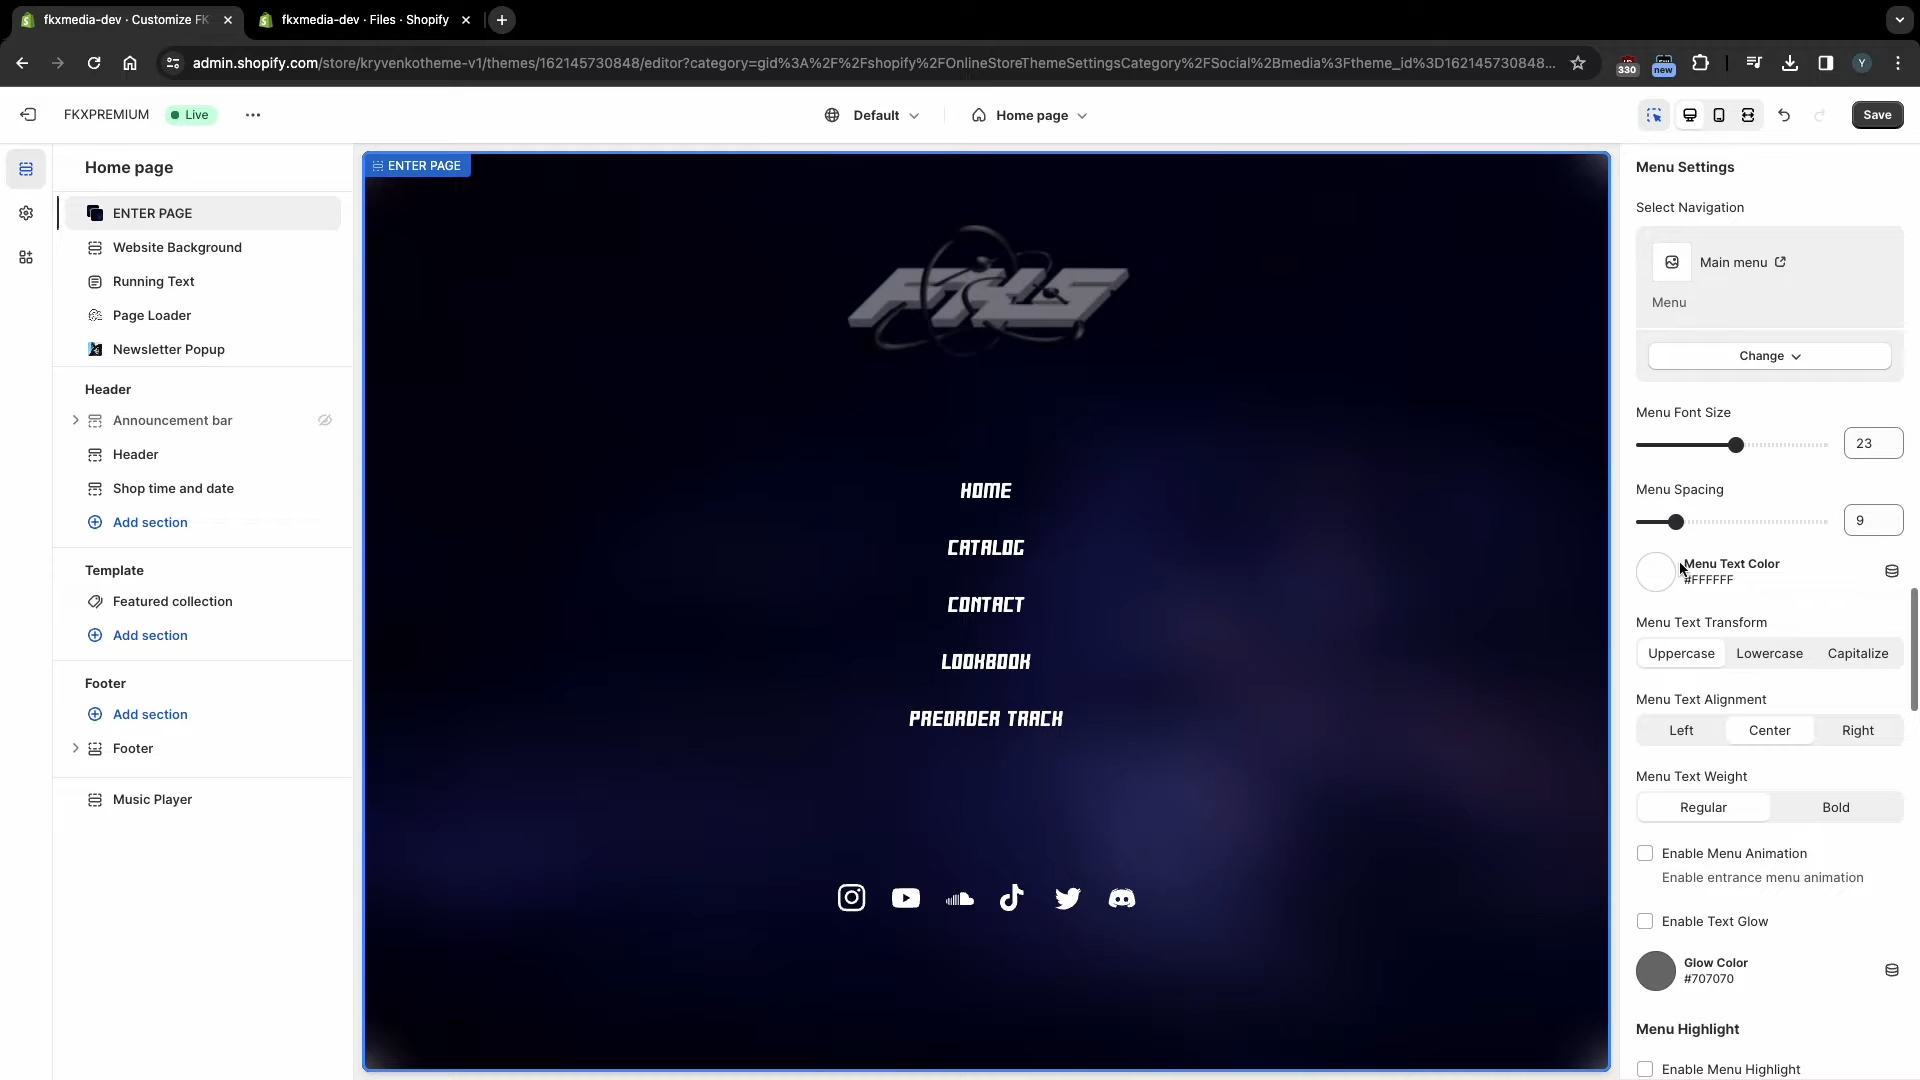 fkxmedia-dev · Customize FK
fkxmedia-dev · Files · Shopify
admin.shopify.com/store/kryvenkotheme-v1/themes/162145730848/editor?category=gid%3A%2F%2Fshopify%2FOnlineStoreThemeSettingsCategory%2FSocial%2Bmedia%3Ftheme_id%3D162145730848...
330
new
Y
FKXPREMIUM
Live
Default
Home page
Save
Home page
ENTER PAGE
Website Background
Running Text
Page Loader
Newsletter Popup
Header
Announcement bar
Header
Shop time and date
Add section
Template
Featured collection
Add section
Footer
Add section
Footer
Music Player
ENTER PAGE
HOME
CATALOG
CONTACT
LOOKBOOK
PREORDER TRACK
Menu Settings
Select Navigation
Main menu
Menu
Change
Menu Font Size
23
Menu Spacing
9
Menu Text Color
#FFFFFF
Menu Text Transform
Uppercase Lowercase Capitalize
Menu Text Alignment
Left Center Right
Menu Text Weight
Regular Bold
Enable Menu Animation
Enable entrance menu animation
Enable Text Glow
Glow Color
#707070
Menu Highlight
Enable Menu Highlight